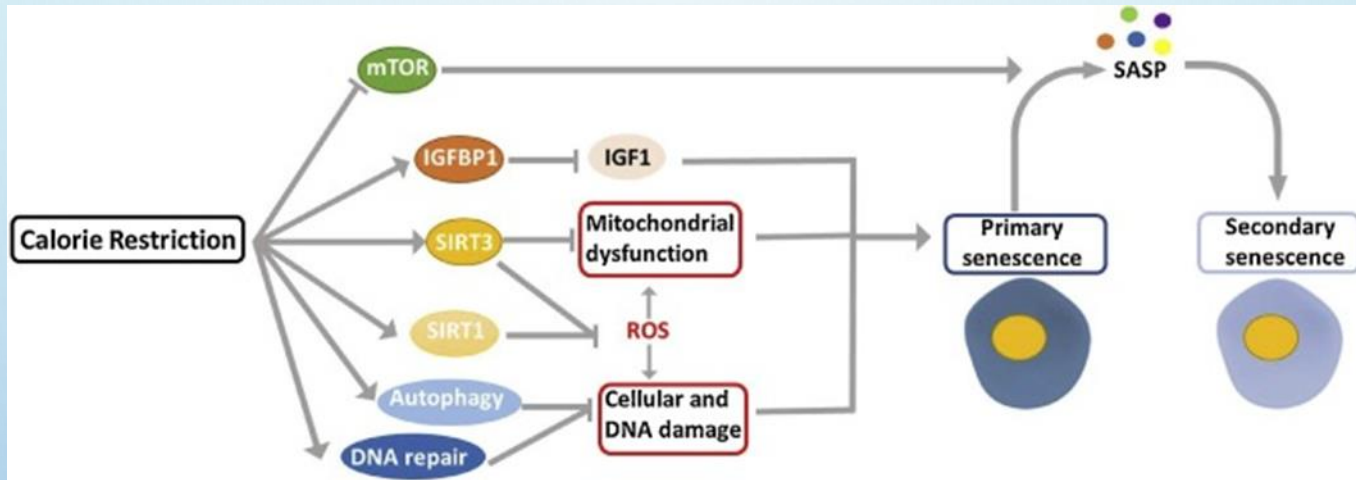 mTOR
SASP
IGFBP1
IGF1
Calorie Restriction
SIRT3
Mitochondrial
dysfunction
Primary
senescence
Secondary
senescence
SIRT1
ROS
Autophagy
Cellular and
DNA damage
DNA repair